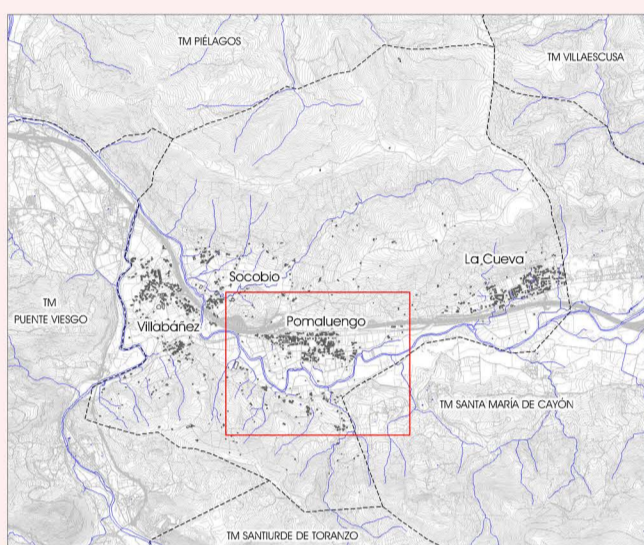 TM PIÉLAGOS
TM VILLAESCUSA
La Cueva
Socobio
TM
PUENTE VIESGO
Pomaluengo
Villabáñez
TM SANTA MARÍA DE CAYÓN
TM SANTIURDE DE TORANZO